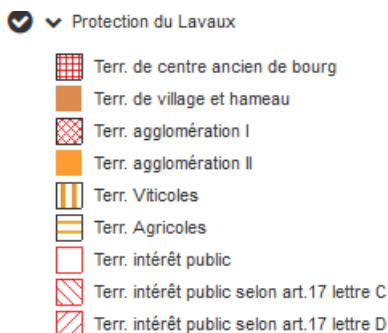 Protection du Lavaux
Terr. de centre ancien de bourg
Terr. de village et hameau
Terr. agglomération I
Terr. agglomération II
Terr. Viticoles
Terr. Agricoles
Terr. intérêt public
Terr. intérêt public selon art.17 lettre C
Terr. intérêt public selon art.17 lettre D